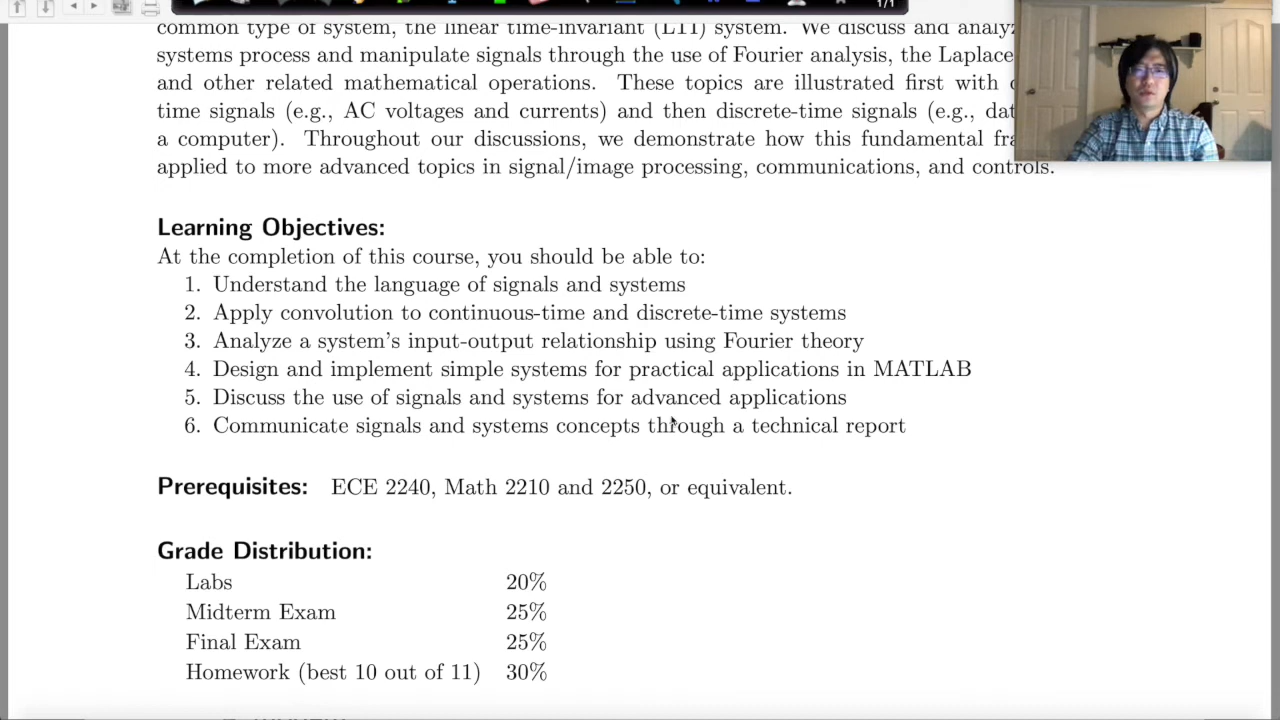 1/1
common type of system, the linear time-invariant (LTI) system. We discuss and analyz
systems process and manipulate signals through the use of Fourier analysis, the Laplace
and other related mathematical operations. These topics are illustrated first with
time signals (e.g., AC voltages and currents) and then discrete-time signals (e.g., dat
a computer). Throughout our discussions, we demonstrate how this fundamental fra
applied to more advanced topics in signal/image processing, communications, and controls.
Learning Objectives:
At the completion of this course, you should be able to:
1. Understand the language of signals and systems
2. Apply convolution to continuous-time and discrete-time systems
3. Analyze a system's input-output relationship using Fourier theory
4. Design and implement simple systems for practical applications in MATLAB
5. Discuss the use of signals and systems for advanced applications
6. Communicate signals and systems concepts through a technical report
Prerequisites: ECE 2240, Math 2210 and 2250, or equivalent.
Grade Distribution:
Labs 20%
Midterm Exam 25%
Final Exam 25%
Homework (best 10 out of 11) 30%